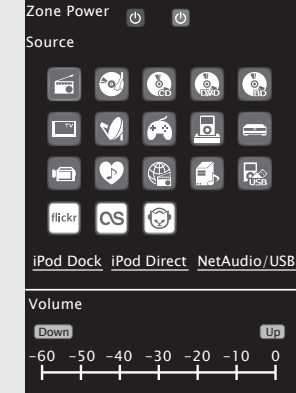 Zone Power
Source
CD DVD BD
TV
USB
flickr
iPod Dock iPod Direct NetAudio/USB
Volume
Down Up
-60 -50 -40 -30 -20 -10 0